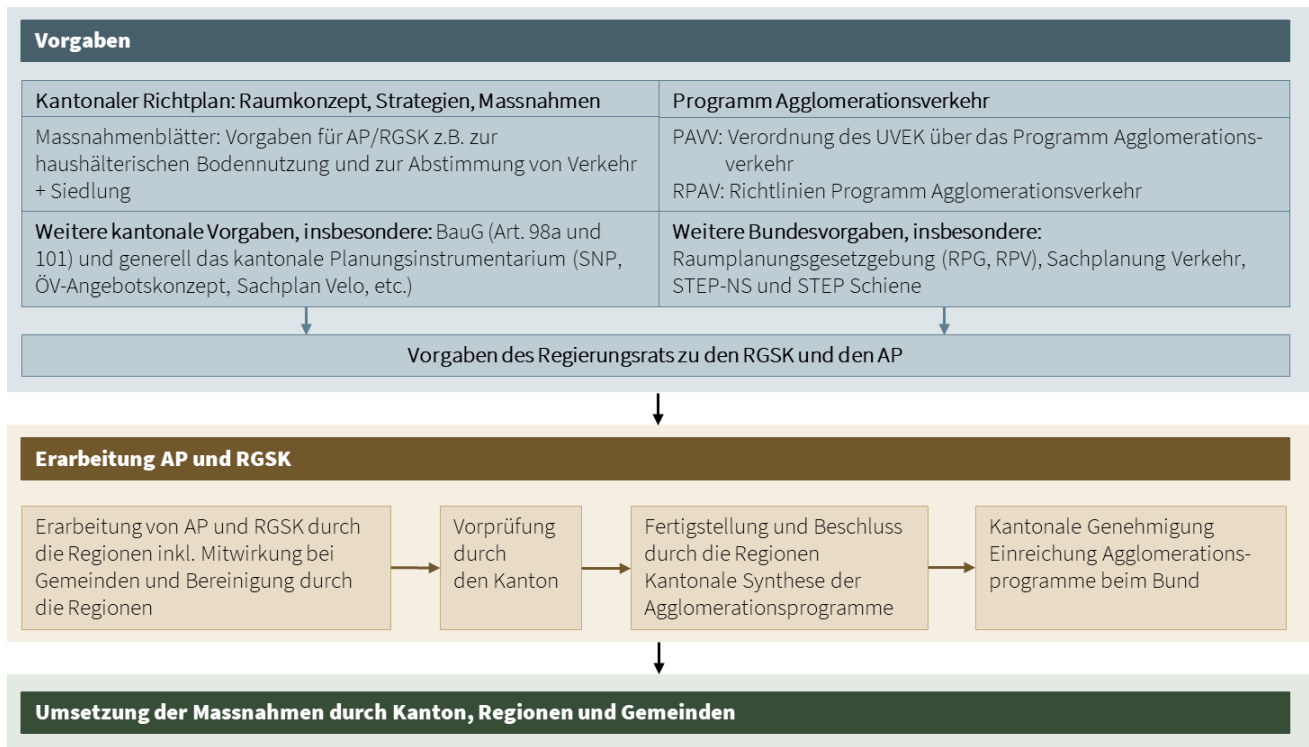 Vorgaben
Kantonaler Richtplan: Raumkonzept, Strategien, Massnahmen
Massnahmenblätter: Vorgaben für AP/RGSK z.B. zur
haushälterischen Bodennutzung und zur Abstimmung von Verkehr
+ Siedlung
Weitere kantonale Vorgaben, insbesondere: BauG (Art. 98a und
101) und generell das kantonale Planungsinstrumentarium (SNP,
ÖV-Angebotskonzept, Sachplan Velo, etc.)
Programm Agglomerationsverkehr
PAVV: Verordnung des UVEK über das Programm Agglomerations-
verkehr
RPAV: Richtlinien Programm Agglomerationsverkehr
Weitere Bundesvorgaben, insbesondere:
Raumplanungsgesetzgebung (RPG, RPV), Sachplanung Verkehr,
STEP-NS und STEP Schiene
Vorgaben des Regierungsrats zu den RGSK und den AP
Erarbeitung AP und RGSK
Erarbeitung von AP und RGSK durch
die Regionen inkl. Mitwirkung bei
Gemeinden und Bereinigung durch
die Regionen
Vorprüfung
durch
den Kanton
Fertigstellung und Beschluss
durch die Regionen
Kantonale Synthese der
Agglomerationsprogramme
Kantonale Genehmigung
Einreichung Agglomerations-
programme beim Bund
Umsetzung der Massnahmen durch Kanton, Regionen und Gemeinden